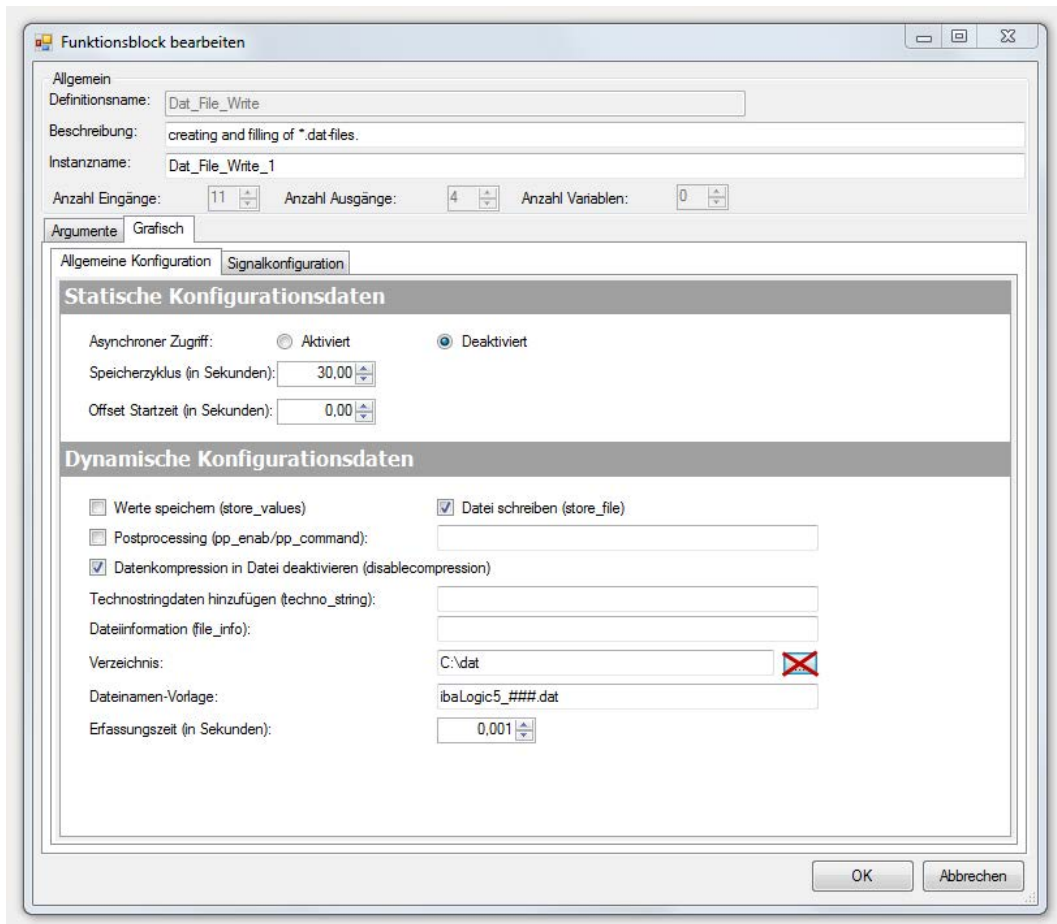 Funktionsblock bearbeiten
Allgemein
Definitionsname: Dat_File_Write
Beschreibung: creating and filling of *.dat-files.
Instanzname: Dat_File_Write_1
Anzahl Eingänge: 11 Anzahl Ausgänge: 4 Anzahl Variablen: 0
Argumente Grafisch
Allgemeine Konfiguration Signalkonfiguration
Statische Konfigurationsdaten
Asynchroner Zugriff: Aktiviert Deaktiviert
Speicherzyklus (in Sekunden): 30,00
Offset Startzeit (in Sekunden): 0,00
Dynamische Konfigurationsdaten
Werte speichern (store_values) Datei schreiben (store_file)
Postprocessing (pp_enab/pp_command):
Datenkompression in Datei deaktivieren (disablecompression)
Technostringdaten hinzufügen (techno_string):
Dateiinformation (file_info):
Verzeichnis: C:\dat ...
Dateinamen-Vorlage: ibaLogic5_###.dat
Erfassungszeit (in Sekunden): 0,001
OK Abbrechen